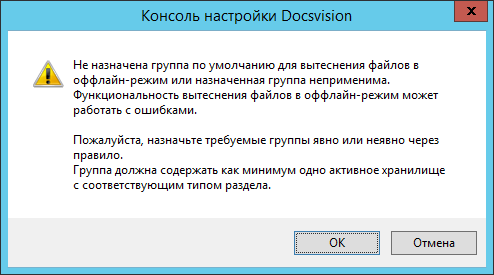 Консоль настройки Docsvision
x
Не назначена группа по умолчанию для вытеснения файлов в
оффлайн-режим или назначенная группа неприменима.
Функциональность вытеснения файлов в оффлайн-режим может
работать с ошибками.
Пожалуйста, назначьте требуемые группы явно или неявно через
правило.
Группа должна содержать как минимум одно активное хранилище
с соответствующим типом раздела.
OK
Отмена